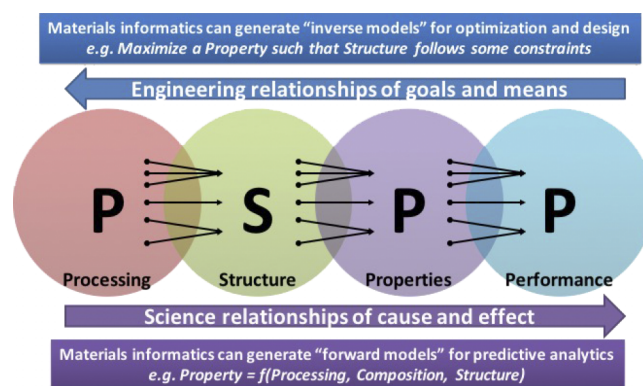 Materials informatics can generate “inverse models” for optimization and design
e.g. Maximize a Property such that Structure follows some constraints
Engineering relationships of goals and means
P S P P
Processing Structure Properties Performance
Science relationships of cause and effect
Materials informatics can generate “forward models” for predictive analytics
e.g. Property = f(Processing, Composition, Structure)